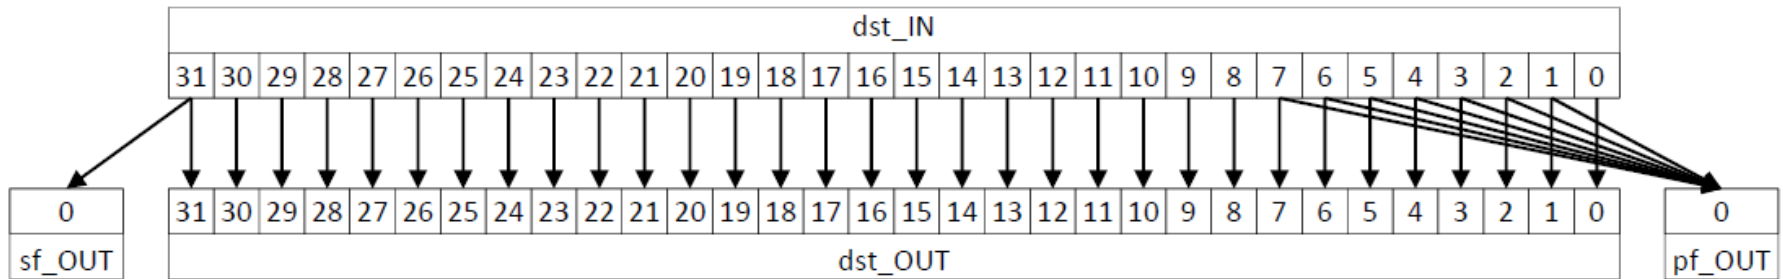 dst_IN
31 30 29 28 27 26 25 24 23 22 21 20 19 18 17 16 15 14 13 12 11 10 9 8 7 6 5 4 3 2 1 0
0 31 30 29 28 27 26 25 24 23 22 21 20 19 18 17 16 15 14 13 12 11 10 9 8 7 6 5 4 3 2 1 0 0
sf_OUT dst_OUT pf_OUT